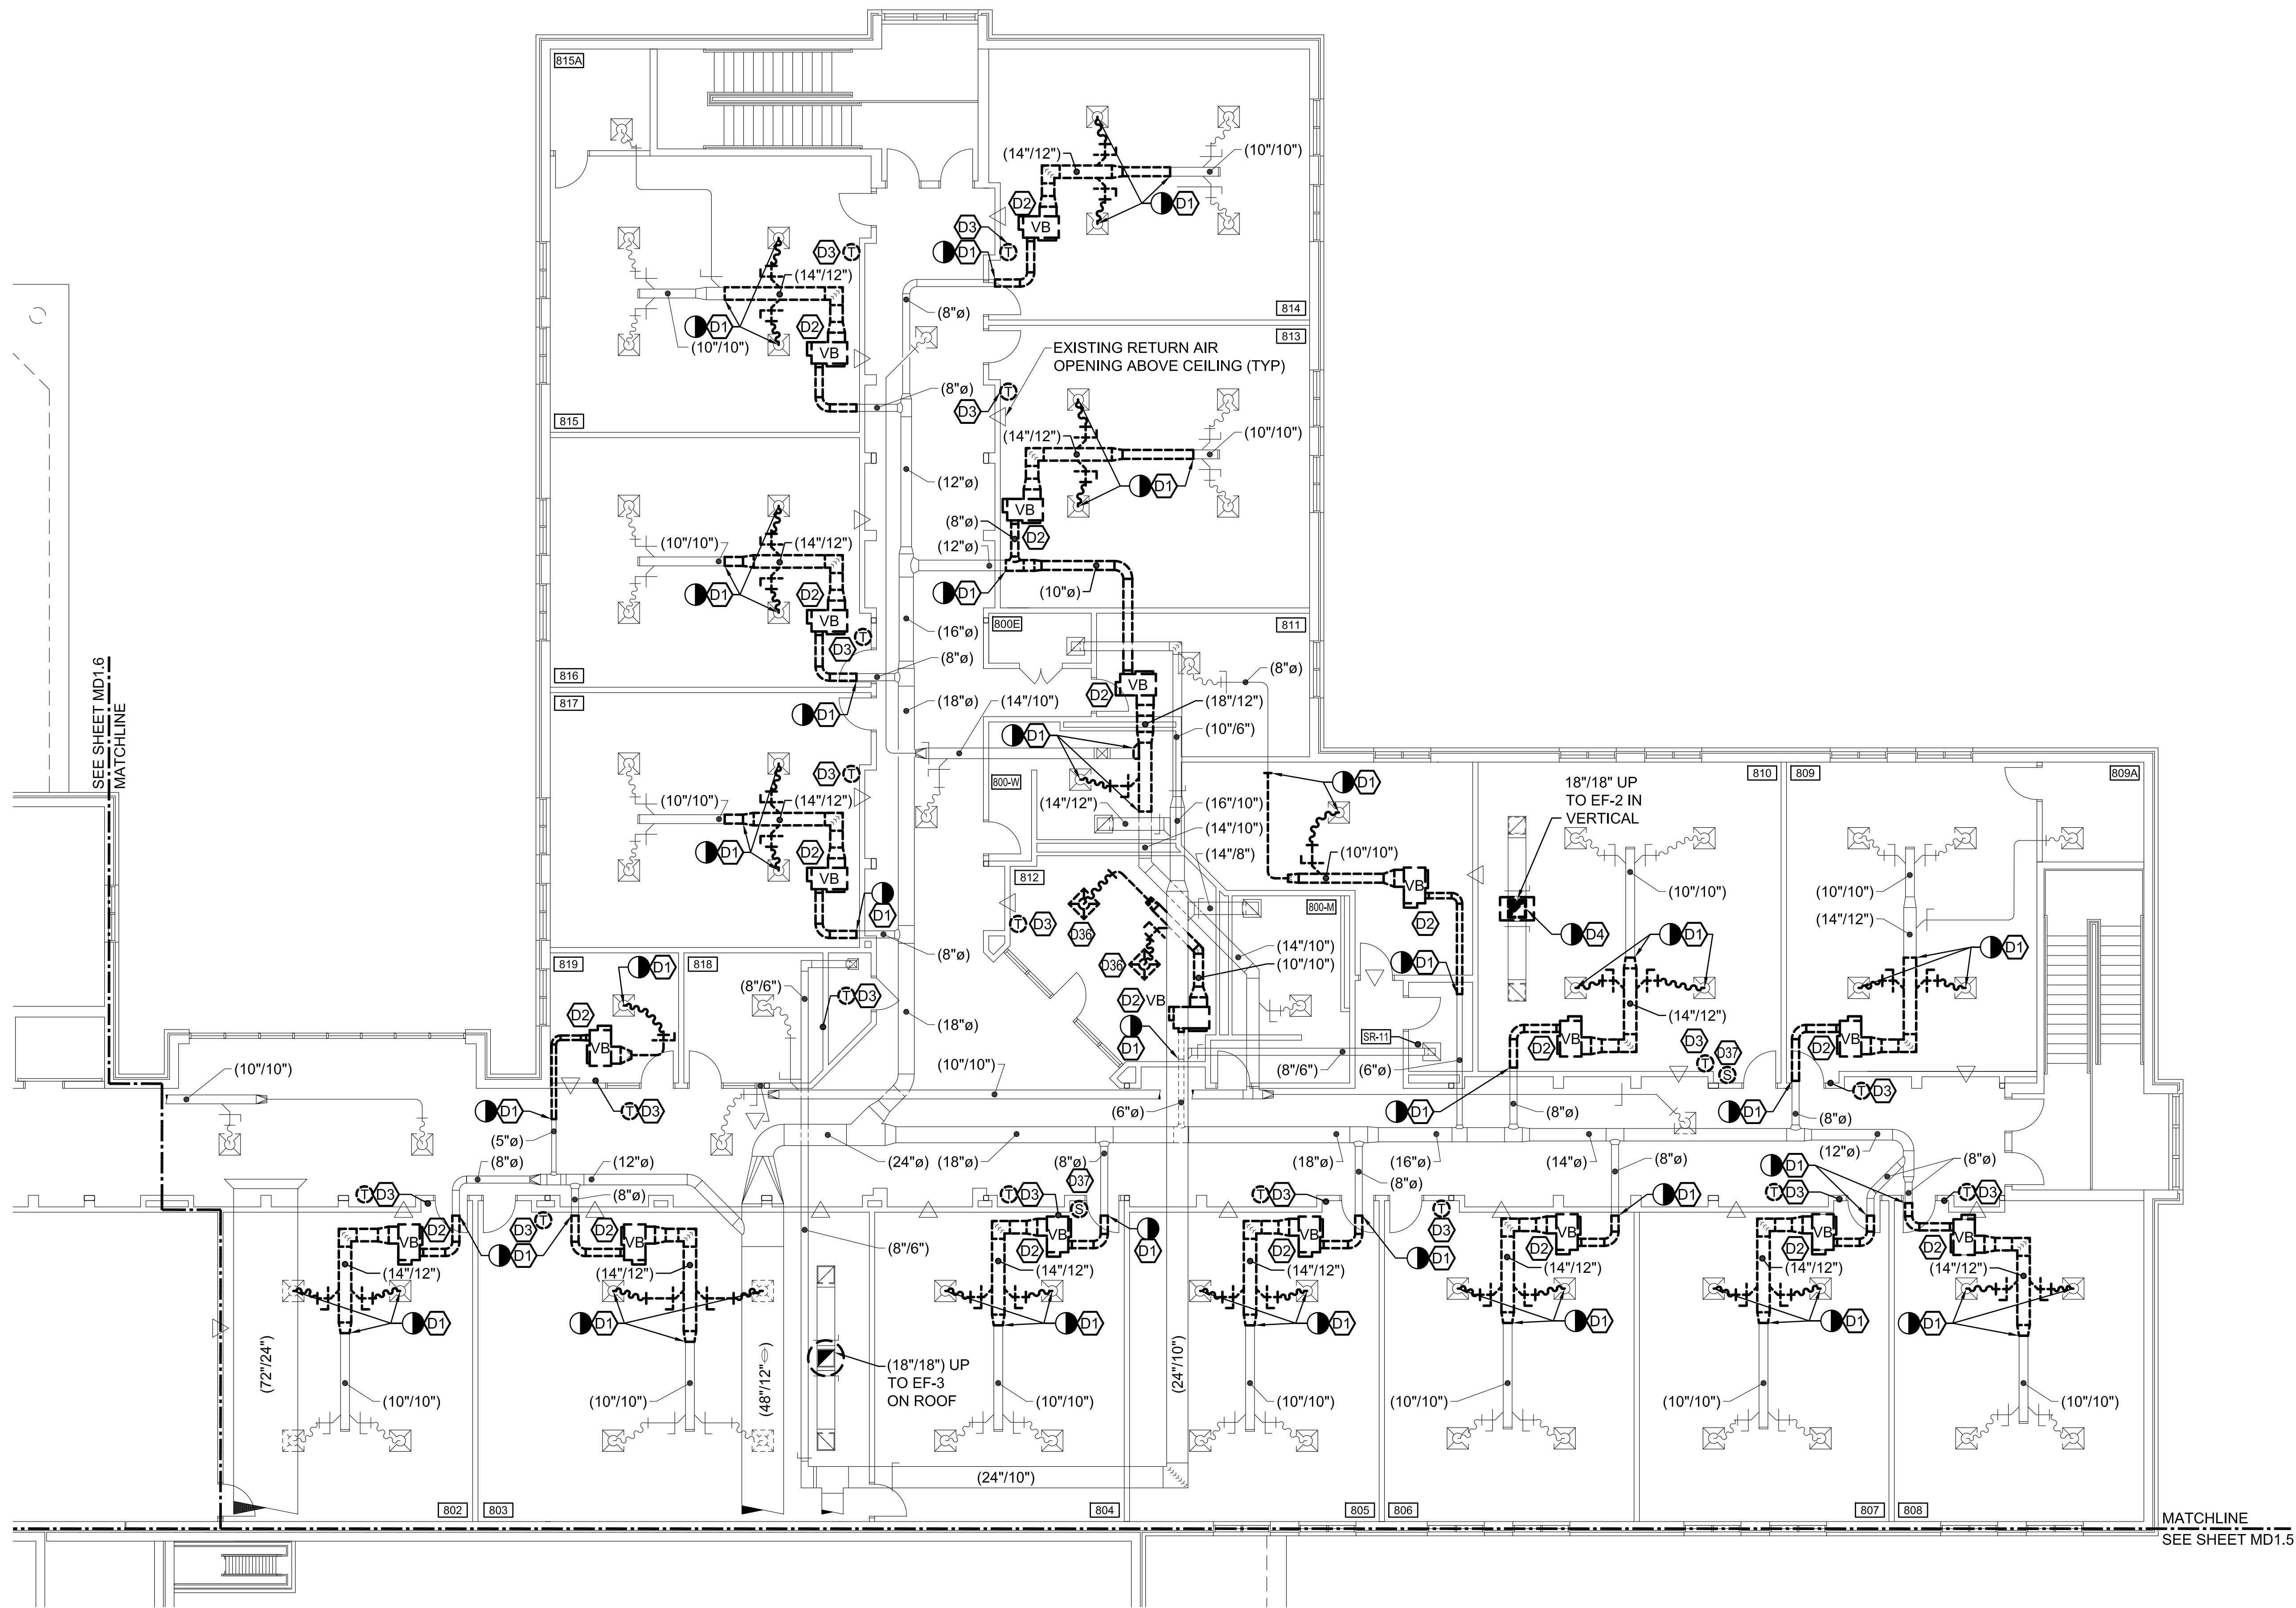 815A
(14"/12")
(10"/10")
D2
VB
D1
D3
T
D3
T
D1
(14"/12")
814
(8"ø)
D1
D2
(10"/10")
VB
813
EXISTING RETURN AIR
OPENING ABOVE CEILING (TYP)
(8"ø)
T
D3
815
(14"/12")
(10"/10")
(12"ø)
D1
VB
(8"ø)
D2
(10"/10")
(14"/12")
(12"ø)
D1
D2
D1
(10"ø)
VB
800E
811
(16"ø)
T
D3
(8"ø)
(8"ø)
816
VB
D2
817
D1
(18"ø)
(14"/10")
(18"/12")
(10"/6")
D1
SEE SHEET MD1.6
MATCHLINE
D3
T
800-W
D1
18"/18" UP
TO EF-2 IN
VERTICAL
810
809
809A
(10"/10")
(14"/12")
(14"/12")
(16"/10")
(14"/10")
D1
D2
(14"/8")
(10"/10")
VB
812
VB
(10"/10")
(10"/10")
D1
800-M
D2
T
D3
D36
(14"/12")
D4
D1
D1
(8"ø)
(14"/10")
D36
(10"/10")
D1
819
D1
818
(8"/6")
T
D3
D2
VB
D2
(18"ø)
D1
(14"/12")
SR-11
VB
D2
D3
D37
VB
D2
VB
T
S
(10"/10")
(10"/10")
(8"/6")
(6"ø)
T
D3
D1
T
D3
(6"ø)
D1
(8"ø)
D1
(8"ø)
(5"ø)
(8"ø)
(12"ø)
(24"ø)
(18"ø)
(8"ø)
(18"ø)
(16"ø)
(14"ø)
(8"ø)
(12"ø)
(8"ø)
D1
D37
(8"ø)
T
D3
(8"ø)
T
D3
T
D3
D1
T
D3
T
D3
D3
T
S
T
D3
D2
VB
D2
VB
VB
D2
D1
VB
D2
D1
VB
D2
VB
D2
D2
VB
D1
(8"/6")
(14"/12")
(14"/12")
(14"/12")
(14"/12")
(14"/12")
(14"/12")
(14"/12")
D1
D1
D1
D1
D1
D1
D1
(72"/24")
(48"/12")
(18"/18") UP
TO EF-3
ON ROOF
(24"/10")
(10"/10")
(10"/10")
(10"/10")
(10"/10")
(10"/10")
(10"/10")
(10"/10")
(24"/10")
802
803
804
805
806
807
808
MATCHLINE
SEE SHEET MD1.5